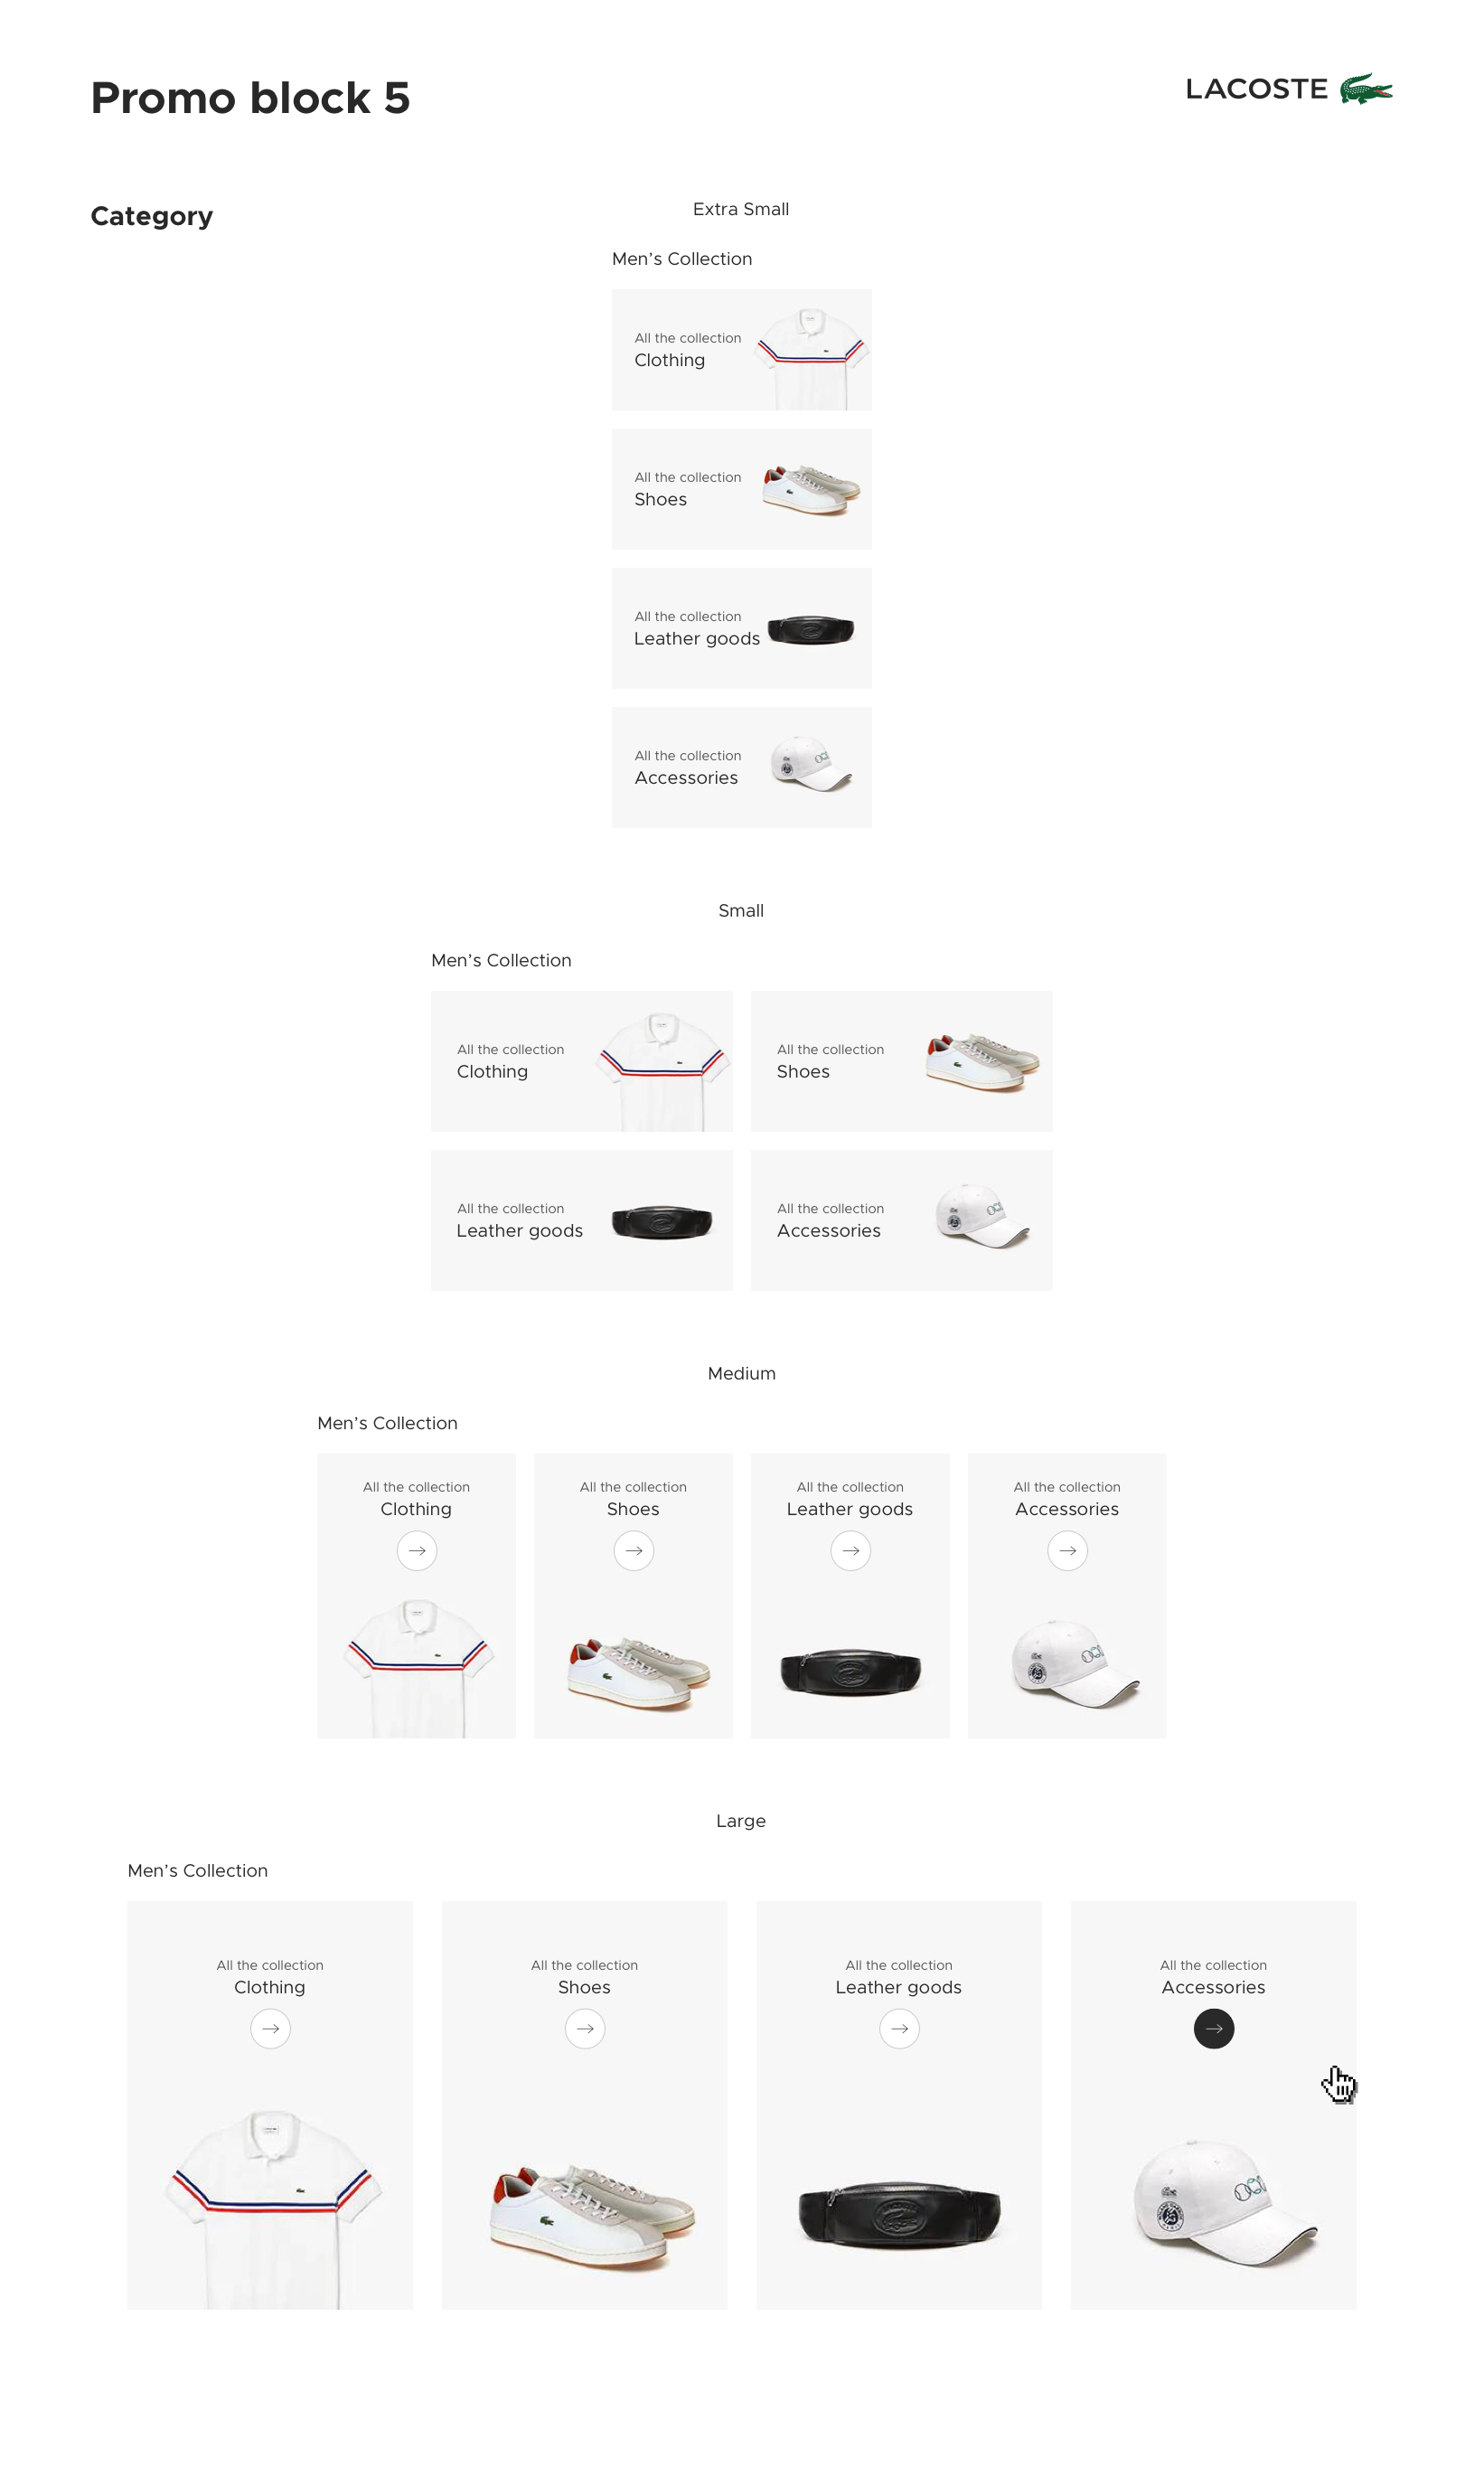 Promo block 5
LACOSTE
Category
Extra Small
Men’s Collection
All the collection
Clothing
All the collection
Shoes
All the collection
Leather goods
All the collection
Accessories
Small
Men’s Collection
All the collection
Clothing
All the collection
Shoes
All the collection
Leather goods
All the collection
Accessories
Medium
Men’s Collection
All the collection
Clothing
All the collection
Shoes
All the collection
Leather goods
All the collection
Accessories
Large
Men’s Collection
All the collection
Clothing
All the collection
Shoes
All the collection
Leather goods
All the collection
Accessories